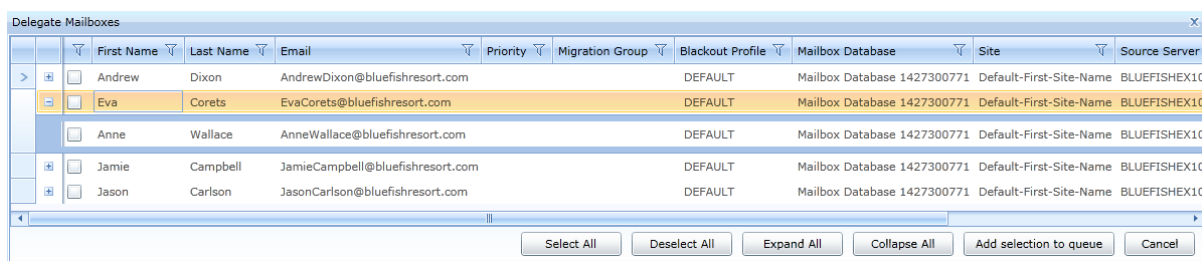 Delegate Mailboxes X
First Name Last Name Email Priority Migration Group Blackout Profile Mailbox Database Site Source Server
Andrew Dixon AndrewDixon@bluefishresort.com DEFAULT Mailbox Database 1427300771 Default-First-Site-Name BLUEFISHEX10
Eva Corets EvaCorets@bluefishresort.com DEFAULT Mailbox Database 1427300771 Default-First-Site-Name BLUEFISHEX10
Anne Wallace AnneWallace@bluefishresort.com DEFAULT Mailbox Database 1427300771 Default-First-Site-Name BLUEFISHEX10
Jamie Campbell JamieCampbell@bluefishresort.com DEFAULT Mailbox Database 1427300771 Default-First-Site-Name BLUEFISHEX10
Jason Carlson JasonCarlson@bluefishresort.com DEFAULT Mailbox Database 1427300771 Default-First-Site-Name BLUEFISHEX10
Select All Deselect All Expand All Collapse All Add selection to queue Cancel